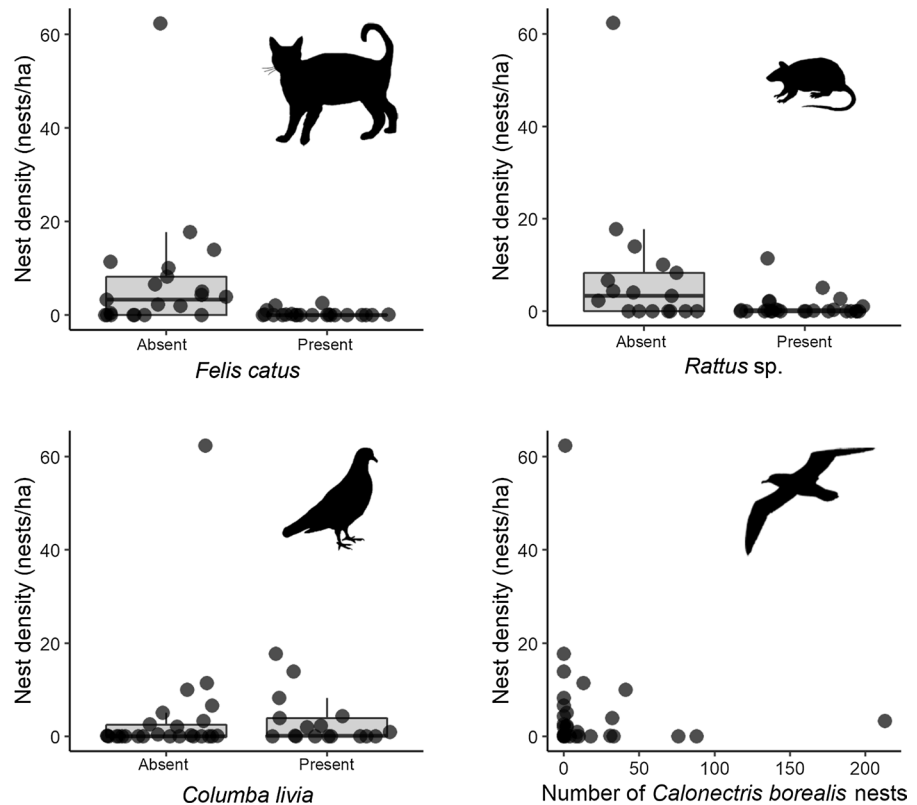 Nest density (nests/ha)
60
40
20
0
Absent Present
Felis catus
Nest density (nests/ha)
60
40
20
0
Absent Present
Rattus sp.
Nest density (nests/ha)
60
40
20
0
Absent Present
Columba livia
Nest density (nests/ha)
60
40
20
0
0 50 100 150 200
Number of Calonectris borealis nests